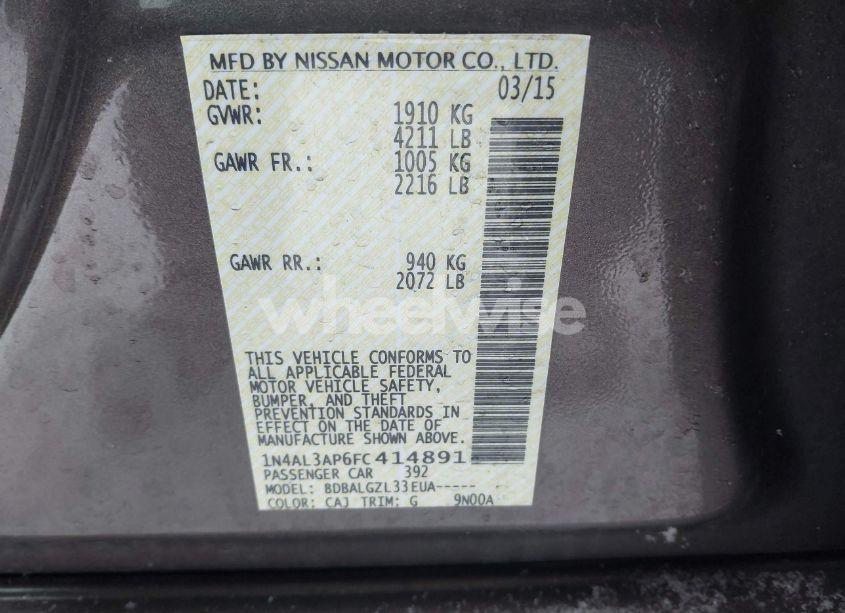 MFD BY NISSAN MOTOR CO., LTD.
DATE: 03/15
GVWR: 1910 KG
4211 LB
GAWR FR.: 1005 KG
2216 LB
GAWR RR.: 940 KG
2072 LB
wheelwise
THIS VEHICLE CONFORMS TO
ALL APPLICABLE FEDERAL
MOTOR VEHICLE SAFETY,
BUMPER, AND THEFT
PREVENTION STANDARDS IN
EFFECT ON THE DATE OF
MANUFACTURE SHOWN ABOVE.
1N4AL3AP6FC414891
PASSENGER CAR 392
MODEL: BDBALGZL33EUA-----
COLOR: CAJ TRIM: G 9N00A